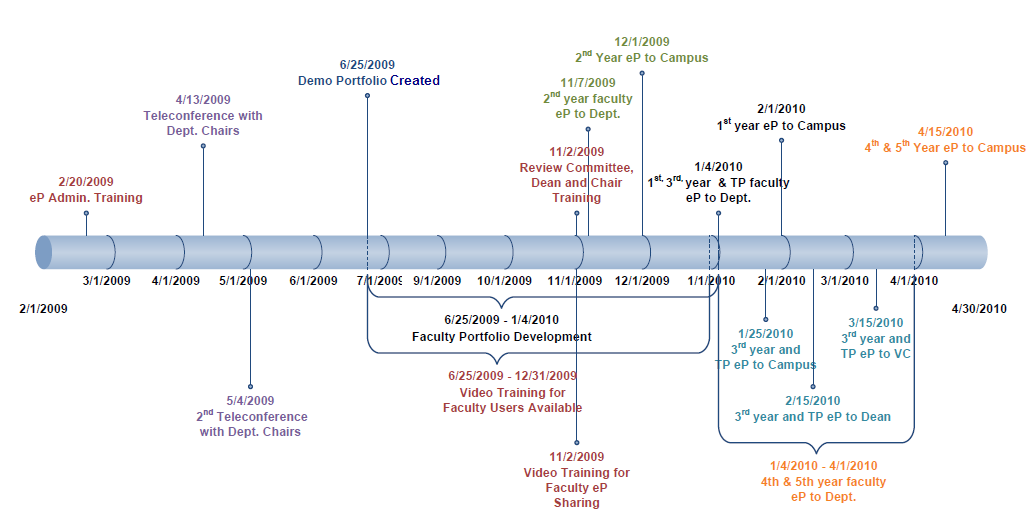 12/1/2009
2nd Year eP to Campus
6/25/2009
Demo Portfolio Created
11/7/2009
2nd year faculty
eP to Dept.
4/13/2009
Teleconference with
Dept. Chairs
2/1/2010
1st year eP to Campus
4/15/2010
4th & 5th Year eP to Campus
11/2/2009
Review Committee,
Dean and Chair
Training
1/4/2010
1st, 3rd, year & TP faculty
eP to Dept.
2/20/2009
eP Admin. Training
3/1/2009
4/1/2009
5/1/2009
6/1/2009
7/1/2009
9/1/2009
10/1/2009
11/1/2009
12/1/2009
1/1/2010
2/1/2010
3/1/2010
4/1/2010
2/1/2009
4/30/2010
6/25/2009 - 1/4/2010
Faculty Portfolio Development
1/25/2010
3rd year and
TP eP to Campus
3/15/2010
3rd year and
TP eP to VC
6/25/2009 - 12/31/2009
Video Training for
Faculty Users Available
5/4/2009
2nd Teleconference
with Dept. Chairs
2/15/2010
3rd year and TP eP to Dean
11/2/2009
Video Training for
Faculty eP
Sharing
1/4/2010 - 4/1/2010
4th & 5th year faculty
eP to Dept.